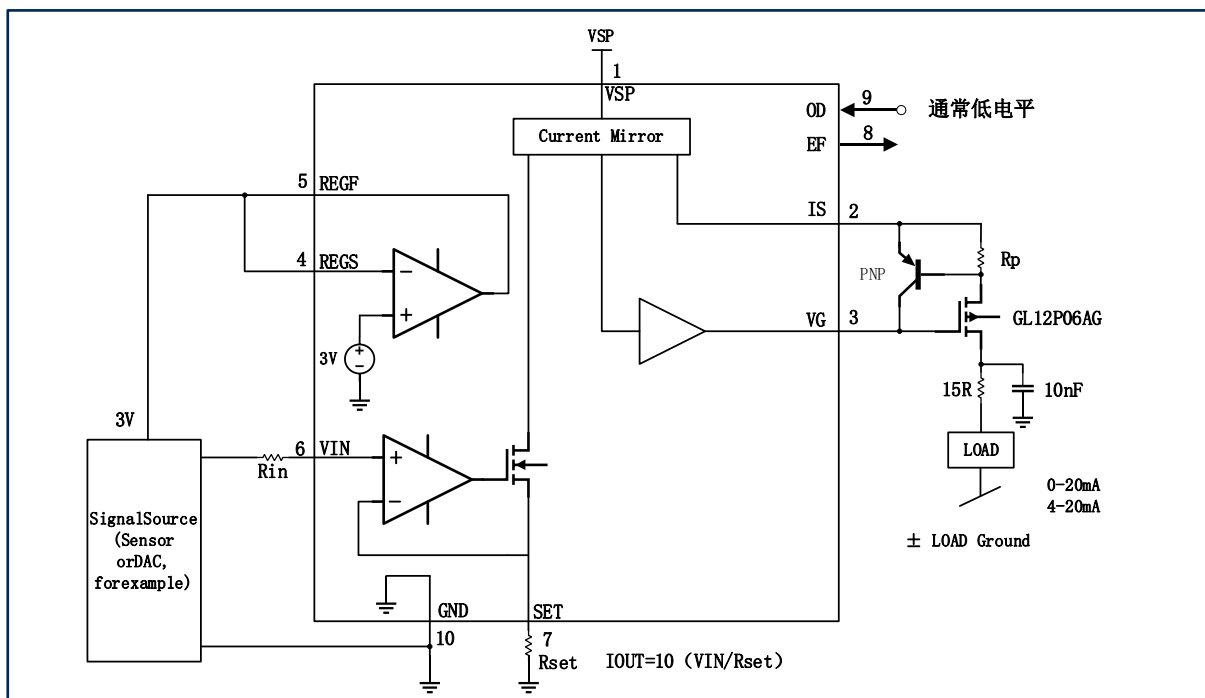 VSP
1
VSP
Current Mirror
OD
9
通常低电平
EF
8
5
REGF
IS
2
4
REGS
PNP
Rp
VG
3
GL12P06AG
3V
15R
10nF
3V
6
VIN
Rin
LOAD
0-20mA
4-20mA
± LOAD Ground
SignalSource
(Sensor
orDAC,
forexample)
GND
SET
10
7
Rset
IOUT=10 (VIN/Rset)